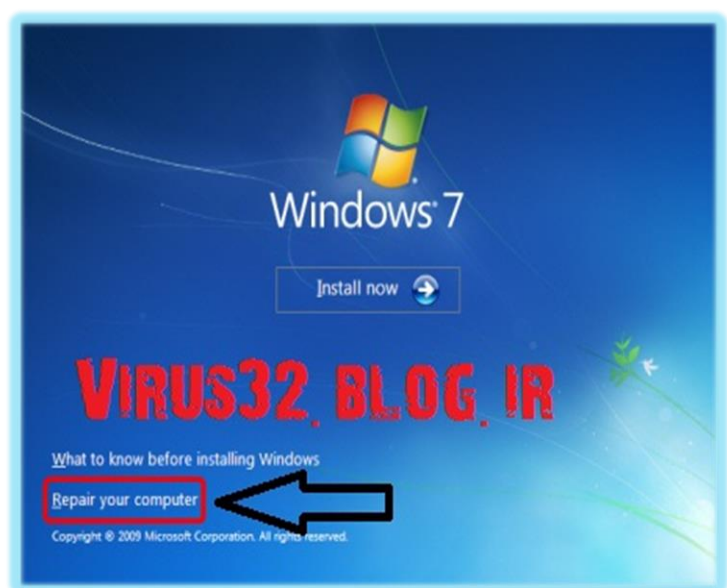 Windows 7
Install now
VIRUS32.BLOG.IR
What to know before installing Windows
Repair your computer
Copyright © 2009 Microsoft Corporation. All rights reserved.